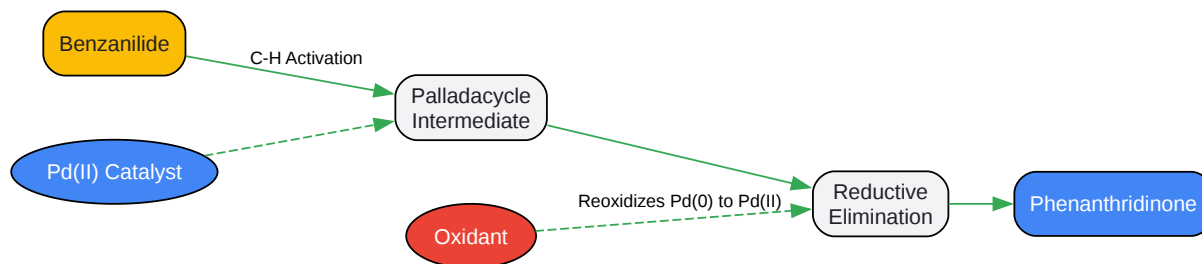 Benzanilide
C-H Activation
Palladacycle
Intermediate
Pd(II) Catalyst
Reoxidizes Pd(0) to Pd(II)
Reductive
Elimination
Phenanthridinone
Oxidant